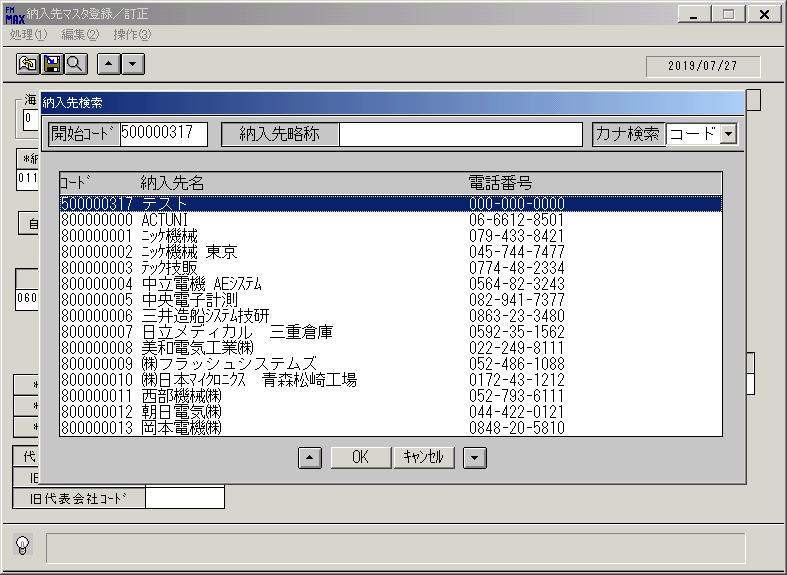 FM MAX 納入先マスタ登録／訂正
処理(1) 編集(2) 操作(3)
2019/07/27
海
0
*納
011
自
060
*
*
*
代
旧
旧代表会社ｺｰﾄﾞ
納入先検索
開始ｺｰﾄﾞ 500000317 納入先略称 カナ検索 コード
ｺｰﾄﾞ 納入先名 電話番号
500000317 テスト 000-000-0000
800000000 ACTUNI 06-6612-8501
800000001 ﾆｯｹ機械 079-433-8421
800000002 ﾆｯｹ機械 東京 045-744-7477
800000003 ﾃｯｸ技販 0774-48-2334
800000004 中立電機 AEｼｽﾃﾑ 0564-82-3243
800000005 中央電子計測 082-941-7377
800000006 三井造船ｼｽﾃﾑ技研 0863-23-3480
800000007 日立メディカル　三重倉庫 0592-35-1562
800000008 美和電気工業㈱ 022-249-8111
800000009 ㈱フラッシュシステムズ 052-486-1088
800000010 ㈱日本ﾏｲｸﾛﾆｸｽ　青森松崎工場 0172-43-1212
800000011 西部機械㈱ 052-793-6111
800000012 朝日電気㈱ 044-422-0121
800000013 岡本電機㈱ 0848-20-5810
OK ｷｬﾝｾﾙ